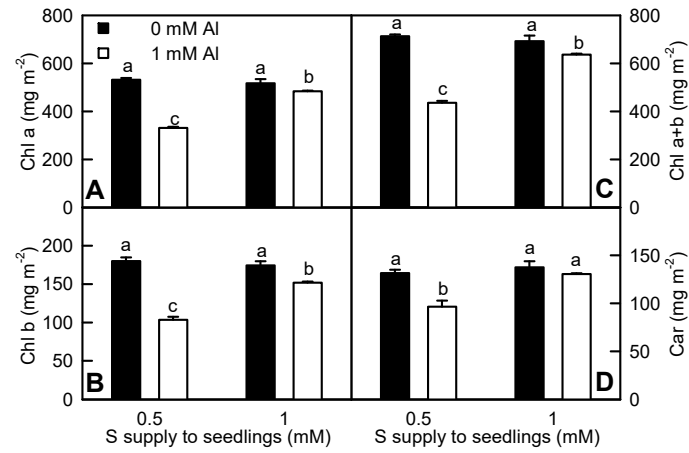 800
600
400
200
0
Chl a (mg m-2)
0 mM Al
1 mM Al
a
c
a
b
A
a
c
a
b
C
800
600
400
200
0
Chl a+b (mg m-2)
200
150
100
50
0
Chl b (mg m-2)
a
c
a
b
B
a
b
a
a
D
150
100
50
0
Car (mg m-2)
0.5 1 0.5 1
S supply to seedlings (mM) S supply to seedlings (mM)